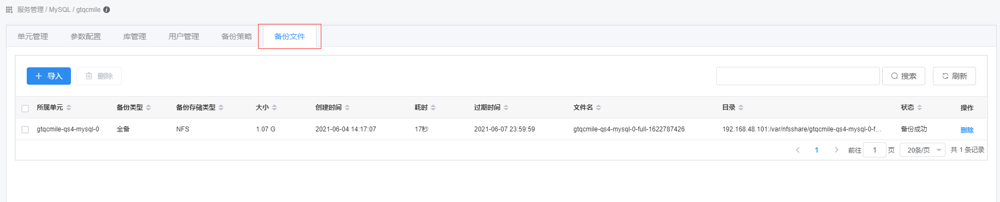 服务管理 / MySQL / gtqcmile
单元管理 参数配置 库管理 用户管理 备份策略 备份文件
导入 删除 搜索 刷新
所属单元 备份类型 备份存储类型 大小 创建时间 耗时 过期时间 文件名 目录 状态 操作
gtqcmile-qs4-mysql-0 全备 NFS 1.07 G 2021-06-04 14:17:07 17秒 2021-06-07 23:59:59 gtqcmile-qs4-mysql-0-full-1622787426 192.168.48.101:/var/nfsshare/gtqcmile-qs4-mysql-0-f... 备份成功 删除
1 前往 1 页 20条/页 共 1 条记录